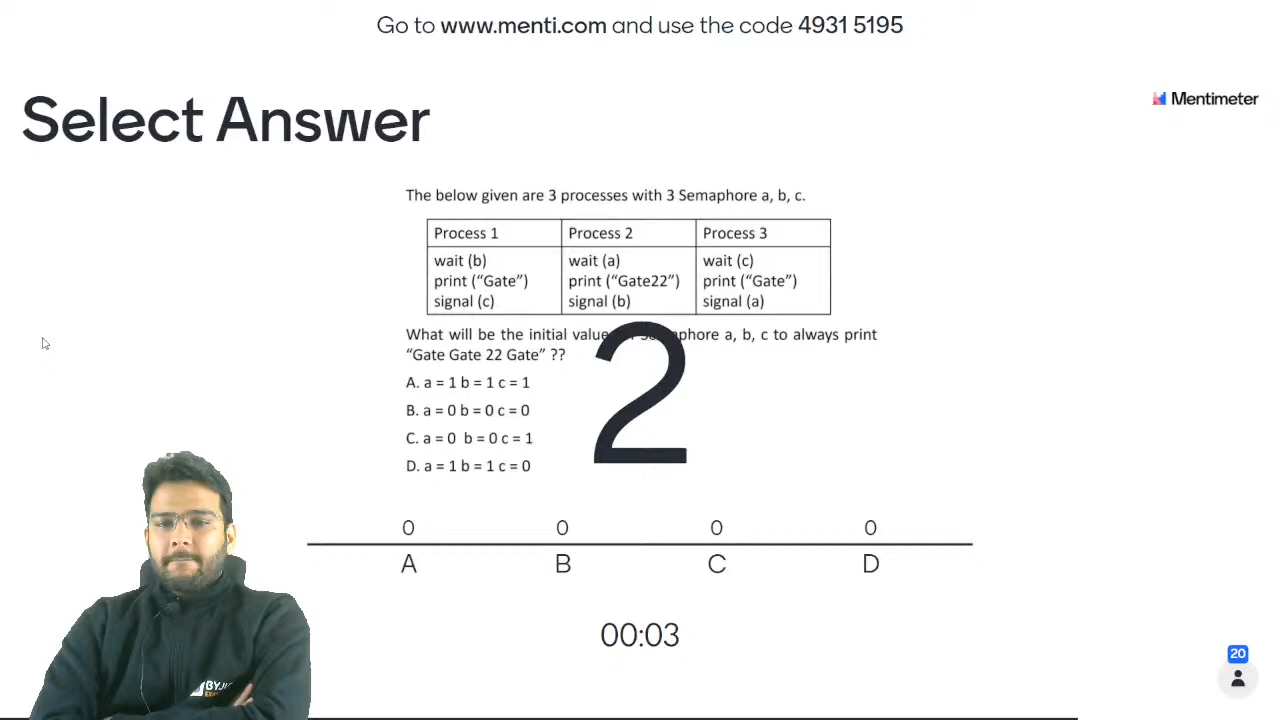 Go to www.menti.com and use the code 4931 5195
Select Answer
Mentimeter
The below given are 3 processes with 3 Semaphore a, b, c.
Process 1 Process 2 Process 3
wait (b) wait (a) wait (c)
print (“Gate”) print (“Gate22”) print (“Gate”)
signal (c) signal (b) signal (a)
What will be the initial value Semaphore a, b, c to always print
“Gate Gate 22 Gate” ??
2
A. a = 1 b = 1 c = 1
B. a = 0 b = 0 c = 0
C. a = 0 b = 0 c = 1
D. a = 1 b = 1 c = 0
0 0 0 0
A B C D
00:03
20